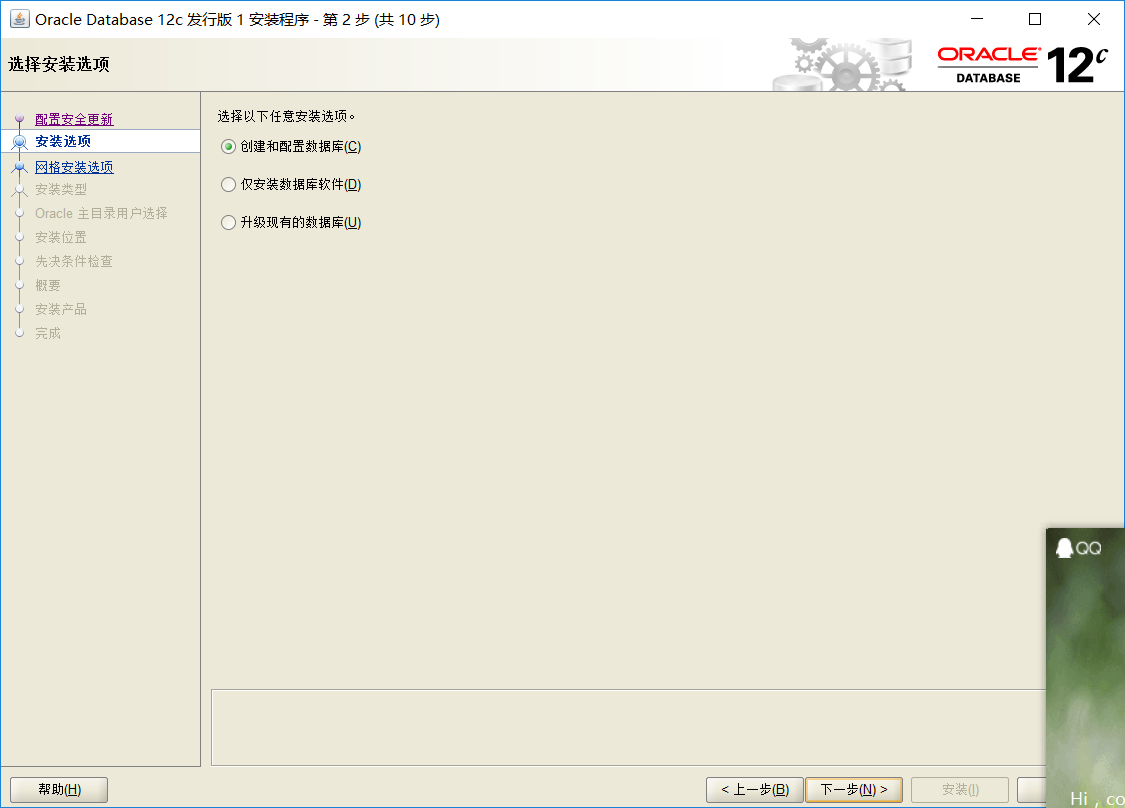 Oracle Database 12c 发行版 1 安装程序 - 第 2 步 (共 10 步)
选择安装选项
ORACLE®
DATABASE
12c
配置安全更新
安装选项
网格安装选项
安装类型
Oracle 主目录用户选择
安装位置
先决条件检查
概要
安装产品
完成
选择以下任意安装选项。
创建和配置数据库(C)
仅安装数据库软件(D)
升级现有的数据库(U)
QQ
Hi , co
帮助(H)
< 上一步(B)
下一步(N) >
安装(I)